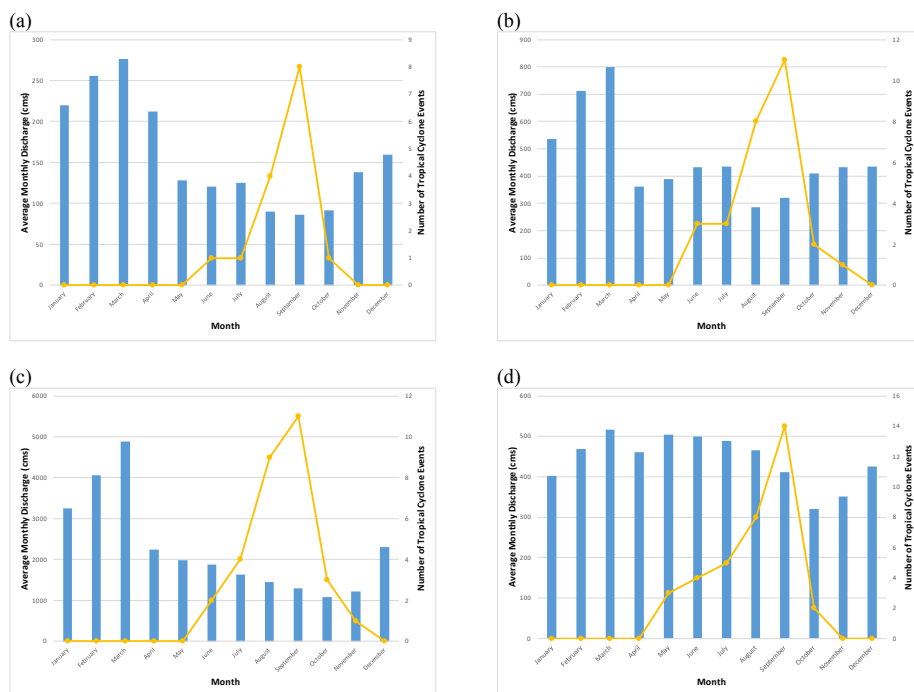 (a)
300
250
200
150
100
50
0
Average Monthly Discharge (cms)
9
8
7
6
5
4
3
2
1
0
Number of Tropical Cyclone Events
January
February
March
April
May
June
July
August
September
October
November
December
Month
(b)
900
800
700
600
500
400
300
200
100
0
Average Monthly Discharge (cms)
12
10
8
6
4
2
0
Number of Tropical Cyclone Events
January
February
March
April
May
June
July
August
September
October
November
December
Month
(c)
6000
5000
4000
3000
2000
1000
0
Average Monthly Discharge (cms)
12
10
8
6
4
2
0
Number of Tropical Cyclone Events
January
February
March
April
May
June
July
August
September
October
November
December
Month
(d)
600
500
400
300
200
100
0
Average Monthly Discharge (cms)
16
14
12
10
8
6
4
2
0
Number of Tropical Cyclone Events
January
February
March
April
May
June
July
August
September
October
November
December
Month